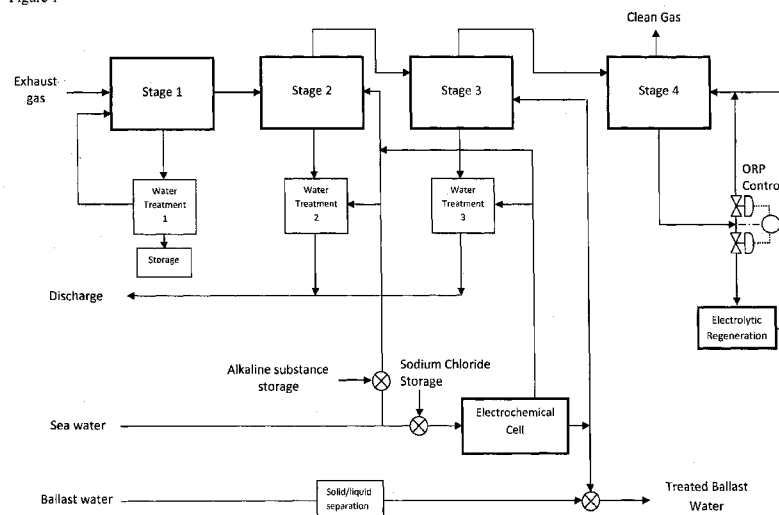 Clean Gas
Exhaust
gas
Stage 1
Stage 2
Stage 3
Stage 4
ORP
Control
Water
Treatment
1
Water
Treatment
2
Water
Treatment
3
Storage
Discharge
Electrolytic
Regeneration
Alkaline substance
storage
Sodium Chloride
Storage
Sea water
Electrochemical
Cell
Ballast water
Solid/liquid
separation
Treated Ballast
Water